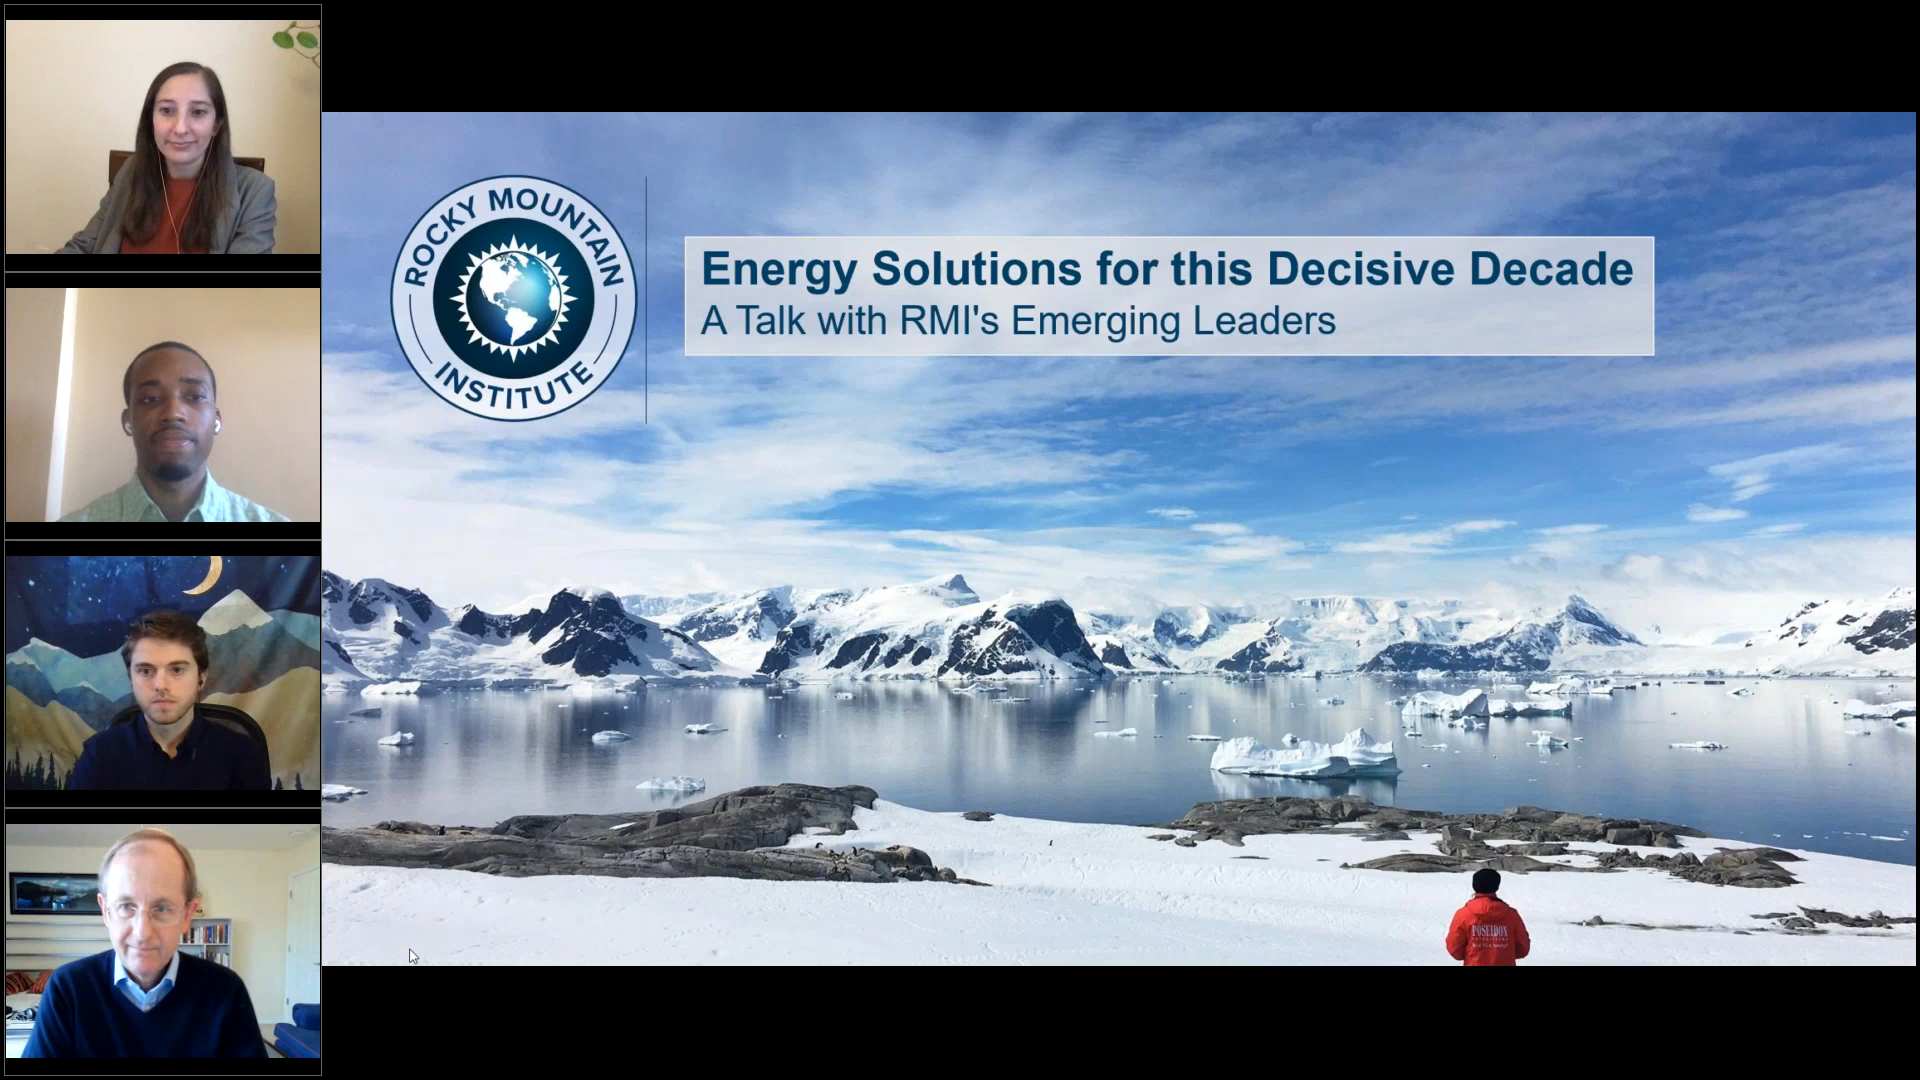 ROCKY MOUNTAIN
INSTITUTE
Energy Solutions for this Decisive Decade
A Talk with RMI's Emerging Leaders
POSEIDON